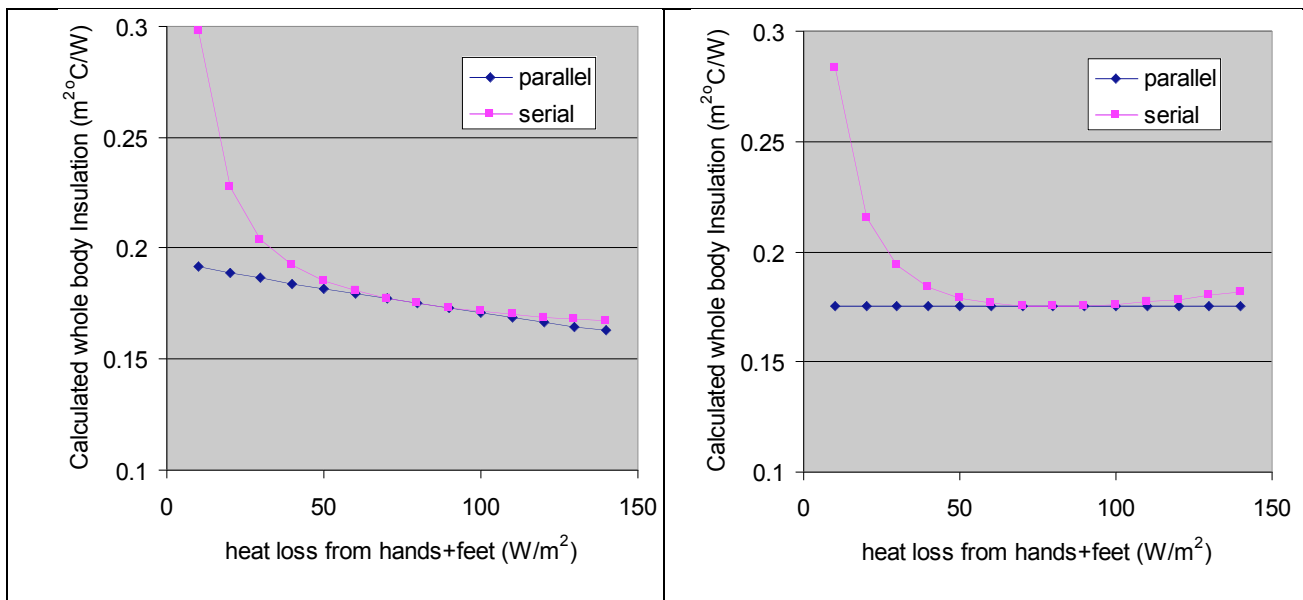 Calculated whole body Insulation (m²°C/W)
0.3
0.25
0.2
0.15
0.1
0
50
100
150
heat loss from hands+feet (W/m²)
parallel
serial
Calculated whole body Insulation (m²°C/W)
0.3
0.25
0.2
0.15
0.1
0
50
100
150
heat loss from hands+feet (W/m²)
parallel
serial